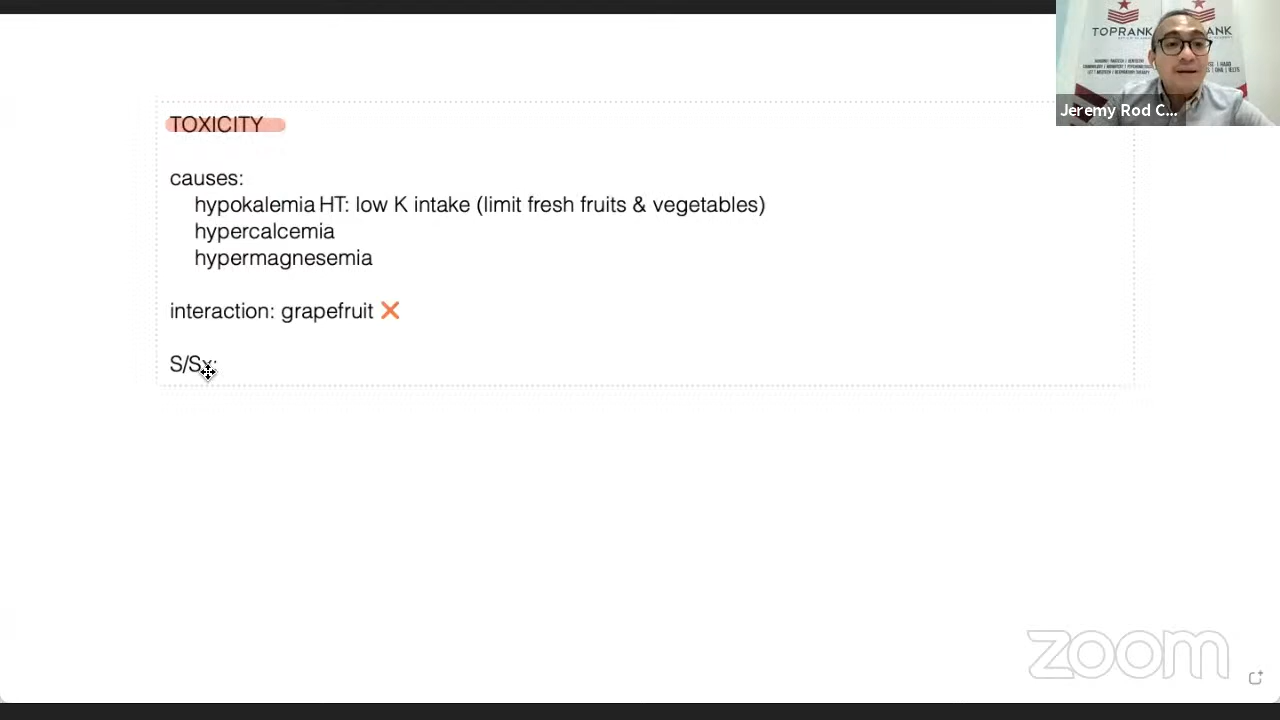 TOPRANK
Jeremy Rod C...
TOXICITY
causes:
hypokalemia HT: low K intake (limit fresh fruits & vegetables)
hypercalcemia
hypermagnesemia
interaction: grapefruit ❌
S/Sx:
zoom